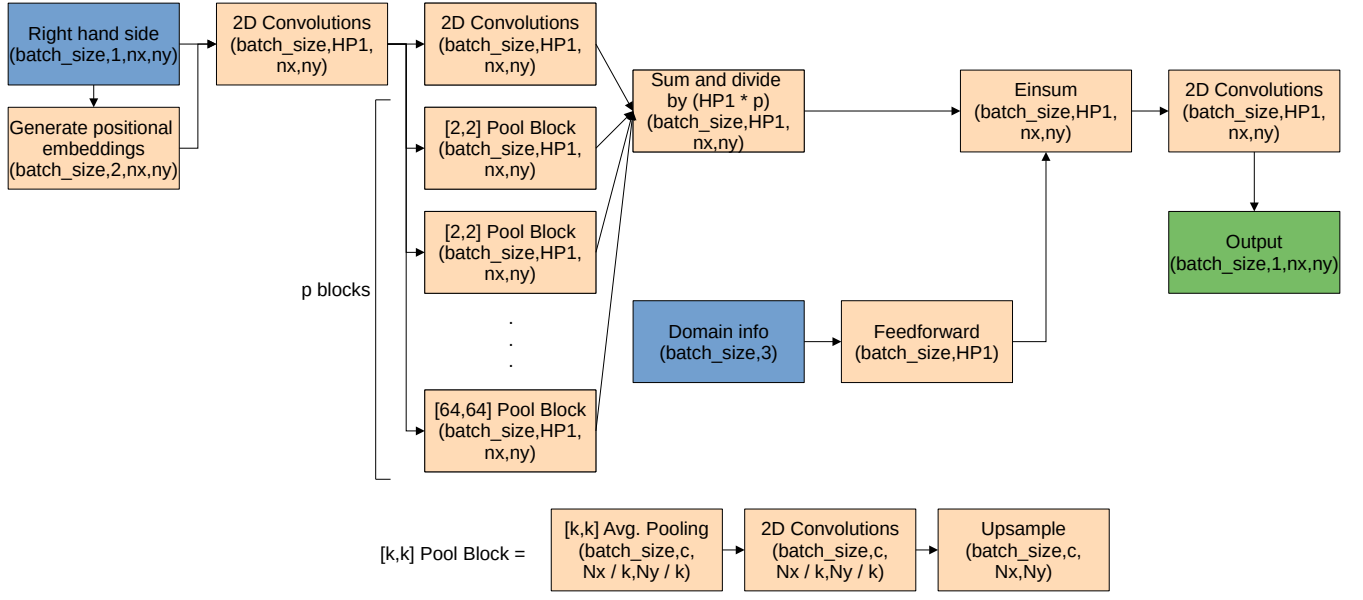 Right hand side
(batch_size,1,nx,ny)
Generate positional
embeddings
(batch_size,2,nx,ny)
2D Convolutions
(batch_size,HP1,
nx,ny)
2D Convolutions
(batch_size,HP1,
nx,ny)
[2,2] Pool Block
(batch_size,HP1,
nx,ny)
[2,2] Pool Block
(batch_size,HP1,
nx,ny)
.
.
.
[64,64] Pool Block
(batch_size,HP1,
nx,ny)
p blocks
Sum and divide
by (HP1 * p)
(batch_size,HP1,
nx,ny)
Domain info
(batch_size,3)
Feedforward
(batch_size,HP1)
Einsum
(batch_size,HP1,
nx,ny)
2D Convolutions
(batch_size,HP1,
nx,ny)
Output
(batch_size,1,nx,ny)
[k,k] Pool Block =
[k,k] Avg. Pooling
(batch_size,c,
Nx / k,Ny / k)
2D Convolutions
(batch_size,c,
Nx / k,Ny / k)
Upsample
(batch_size,c,
Nx,Ny)